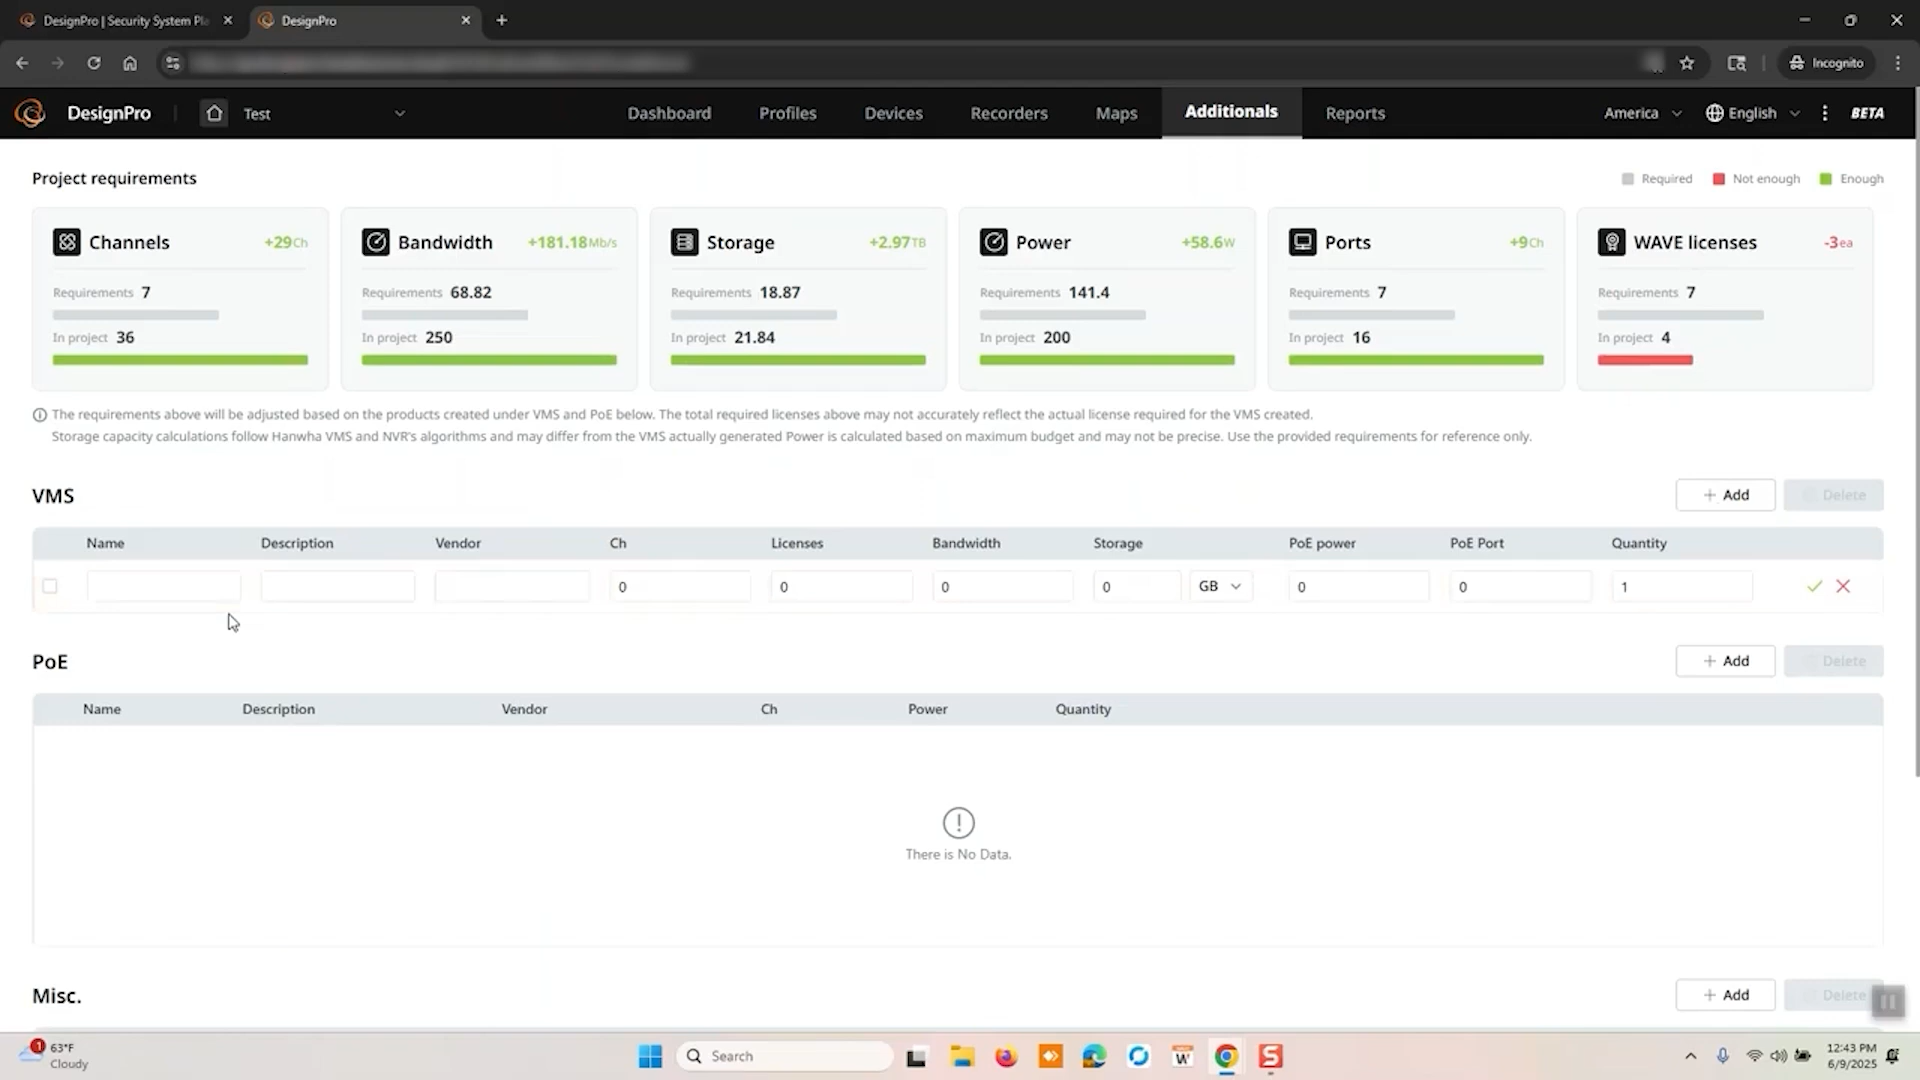 DesignPro | Security System Pl
DesignPro
Incognito
DesignPro
Test
Dashboard
Profiles
Devices
Recorders
Maps
Additionals
Reports
America
English
BETA
Project requirements
Required
Not enough
Enough
Channels +29Ch
Requirements 7
In project 36
Bandwidth +181.18Mb/s
Requirements 68.82
In project 250
Storage +2.97TB
Requirements 18.87
In project 21.84
Power +58.6W
Requirements 141.4
In project 200
Ports +9Ch
Requirements 7
In project 16
WAVE licenses -3ea
Requirements 7
In project 4
The requirements above will be adjusted based on the products created under VMS and PoE below. The total required licenses above may not accurately reflect the actual license required for the VMS created.
Storage capacity calculations follow Hanwha VMS and NVR's algorithms and may differ from the VMS actually generated Power is calculated based on maximum budget and may not be precise. Use the provided requirements for reference only.
VMS
+ Add
Delete
Name Description Vendor Ch Licenses Bandwidth Storage PoE power PoE Port Quantity
0 0 0 0 GB 0 0 1
PoE
+ Add
Delete
Name Description Vendor Ch Power Quantity
There is No Data.
Misc.
+ Add
Delete
1
63°F
Cloudy
Search
W
S
12:43 PM
6/9/2025